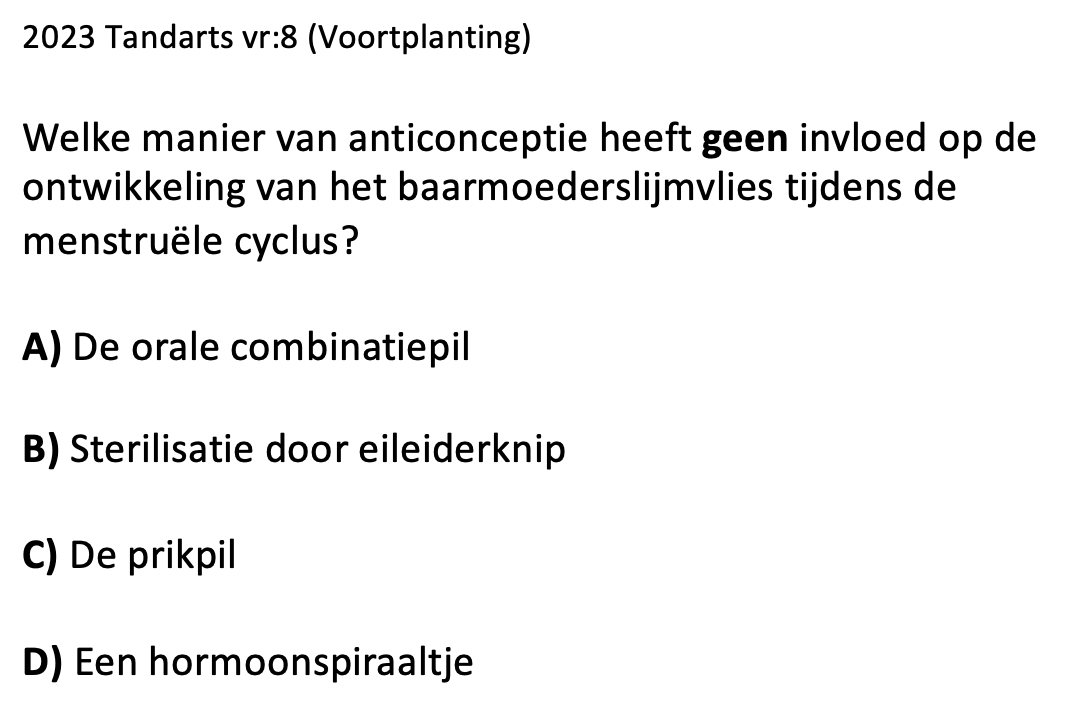 2023 Tandarts vr:8 (Voortplanting)
Welke manier van anticonceptie heeft geen invloed op de
ontwikkeling van het baarmoederslijmvlies tijdens de
menstruële cyclus?
A) De orale combinatiepil
B) Sterilisatie door eileiderknip
C) De prikpil
D) Een hormoonspiraaltje